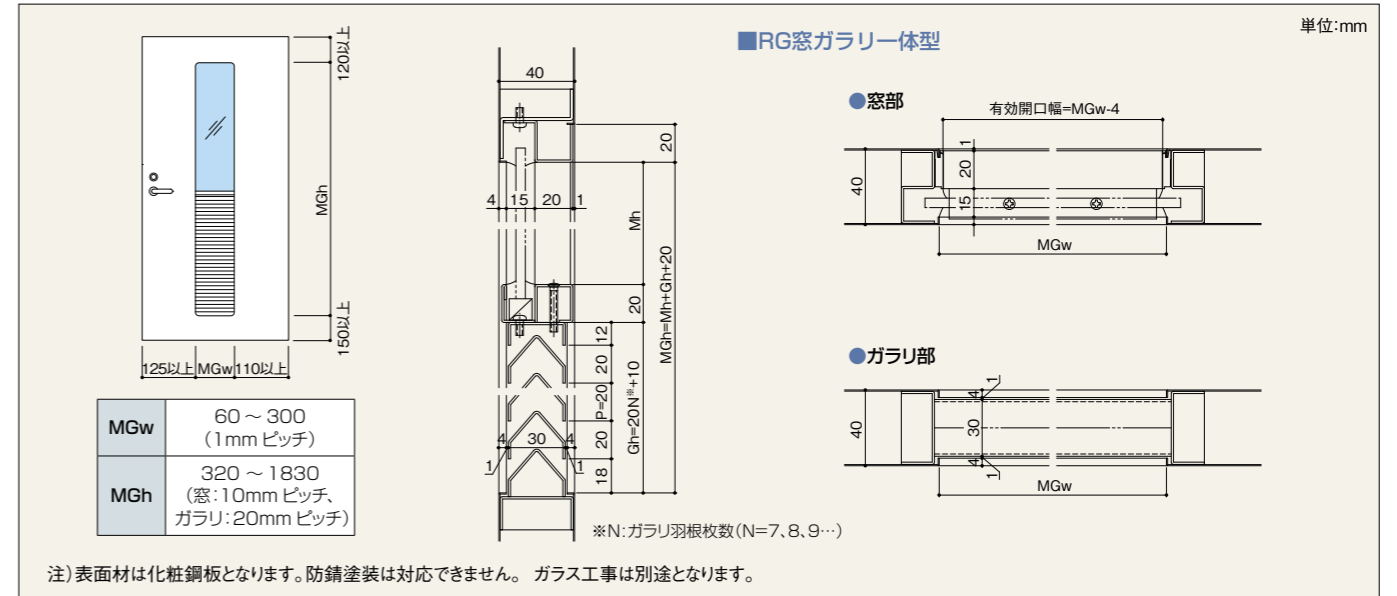 単位:mm
■RG窓ガラリ一体型
120以上
MGh
150以上
125以上 MGw 110以上
MGw 60 ～ 300
(1mm ピッチ)
MGh 320 ～ 1830
(窓:10mm ピッチ、
ガラリ:20mm ピッチ)
40
20
4 15 20 1
Mh
20
MGh=Mh+Gh+20
12
20
P=20
20
18
Gh=20N※+10
4 30 4
1 1
※N:ガラリ羽根枚数(N=7、8、9…)
●窓部
有効開口幅=MGw-4
40
1
20
15
MGw
●ガラリ部
40
4
1
30
4
1
MGw
注)表面材は化粧鋼板となります。防錆塗装は対応できません。 ガラス工事は別途となります。